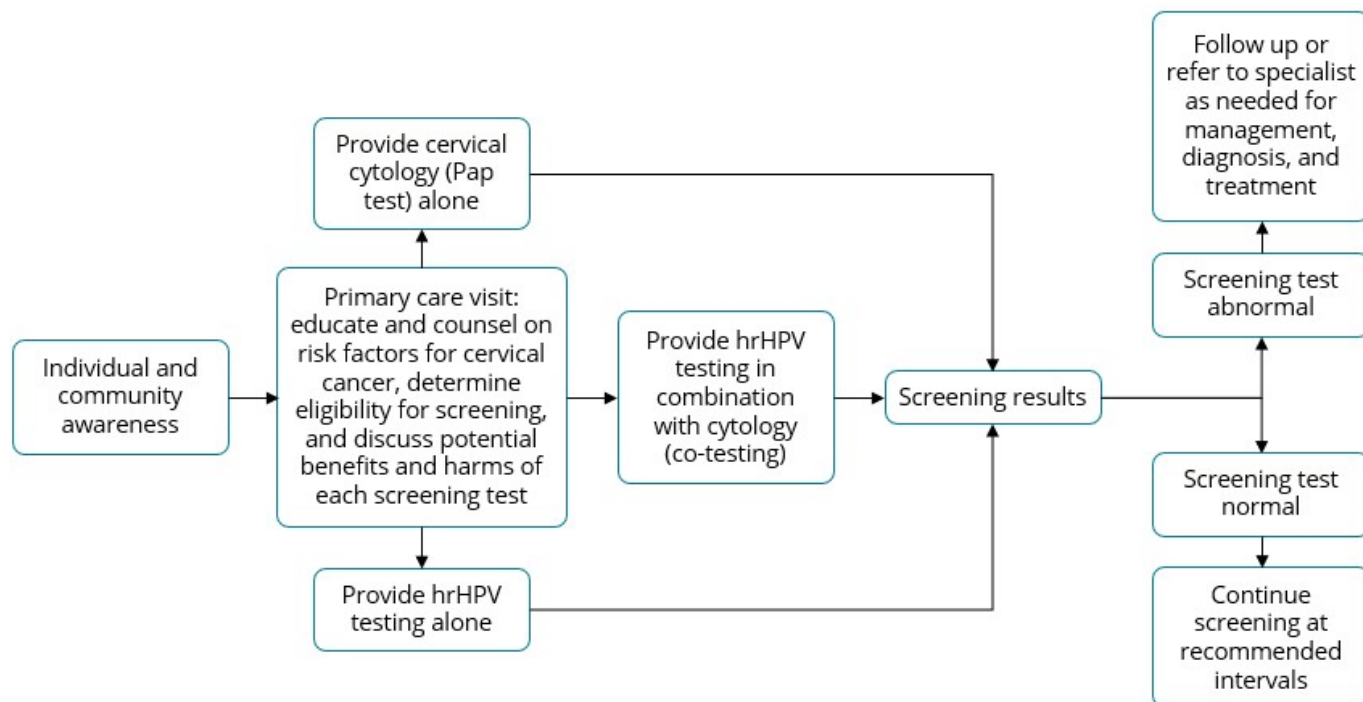 Individual and
community
awareness
Primary care visit:
educate and counsel on
risk factors for cervical
cancer, determine
eligibility for screening,
and discuss potential
benefits and harms of
each screening test
Provide cervical
cytology (Pap
test) alone
Provide hrHPV
testing in
combination
with cytology
(co-testing)
Provide hrHPV
testing alone
Screening results
Screening test
abnormal
Follow up or
refer to specialist
as needed for
management,
diagnosis, and
treatment
Screening test
normal
Continue
screening at
recommended
intervals